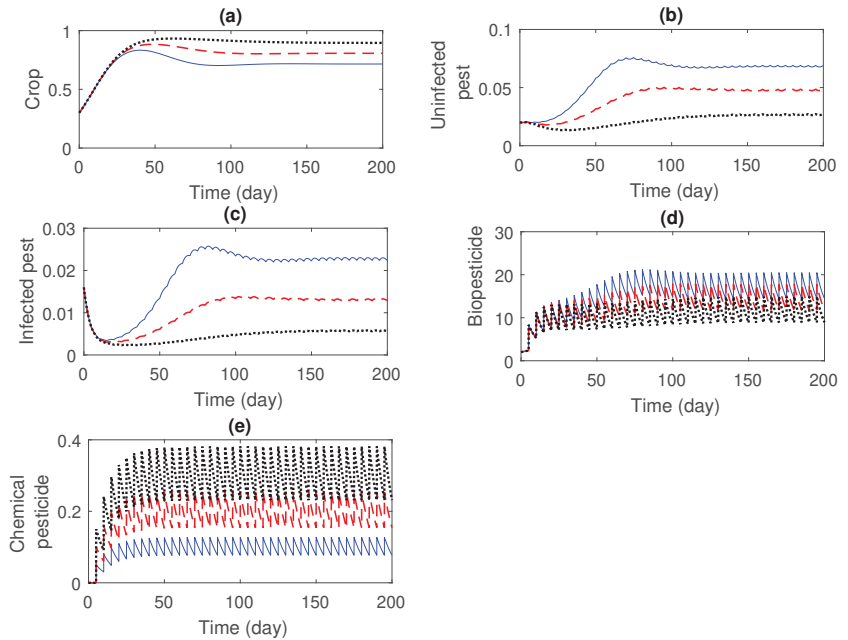 (a)
1
0.5
0
Crop
0 50 100 150 200
Time (day)
(b)
0.1
0.05
0
Uninfected
pest
0 50 100 150 200
Time (day)
(c)
0.03
0.02
0.01
0
Infected pest
0 50 100 150 200
Time (day)
(d)
30
20
10
0
Biopesticide
0 50 100 150 200
Time (day)
(e)
0.4
0.2
0
Chemical
pesticide
0 50 100 150 200
Time (day)